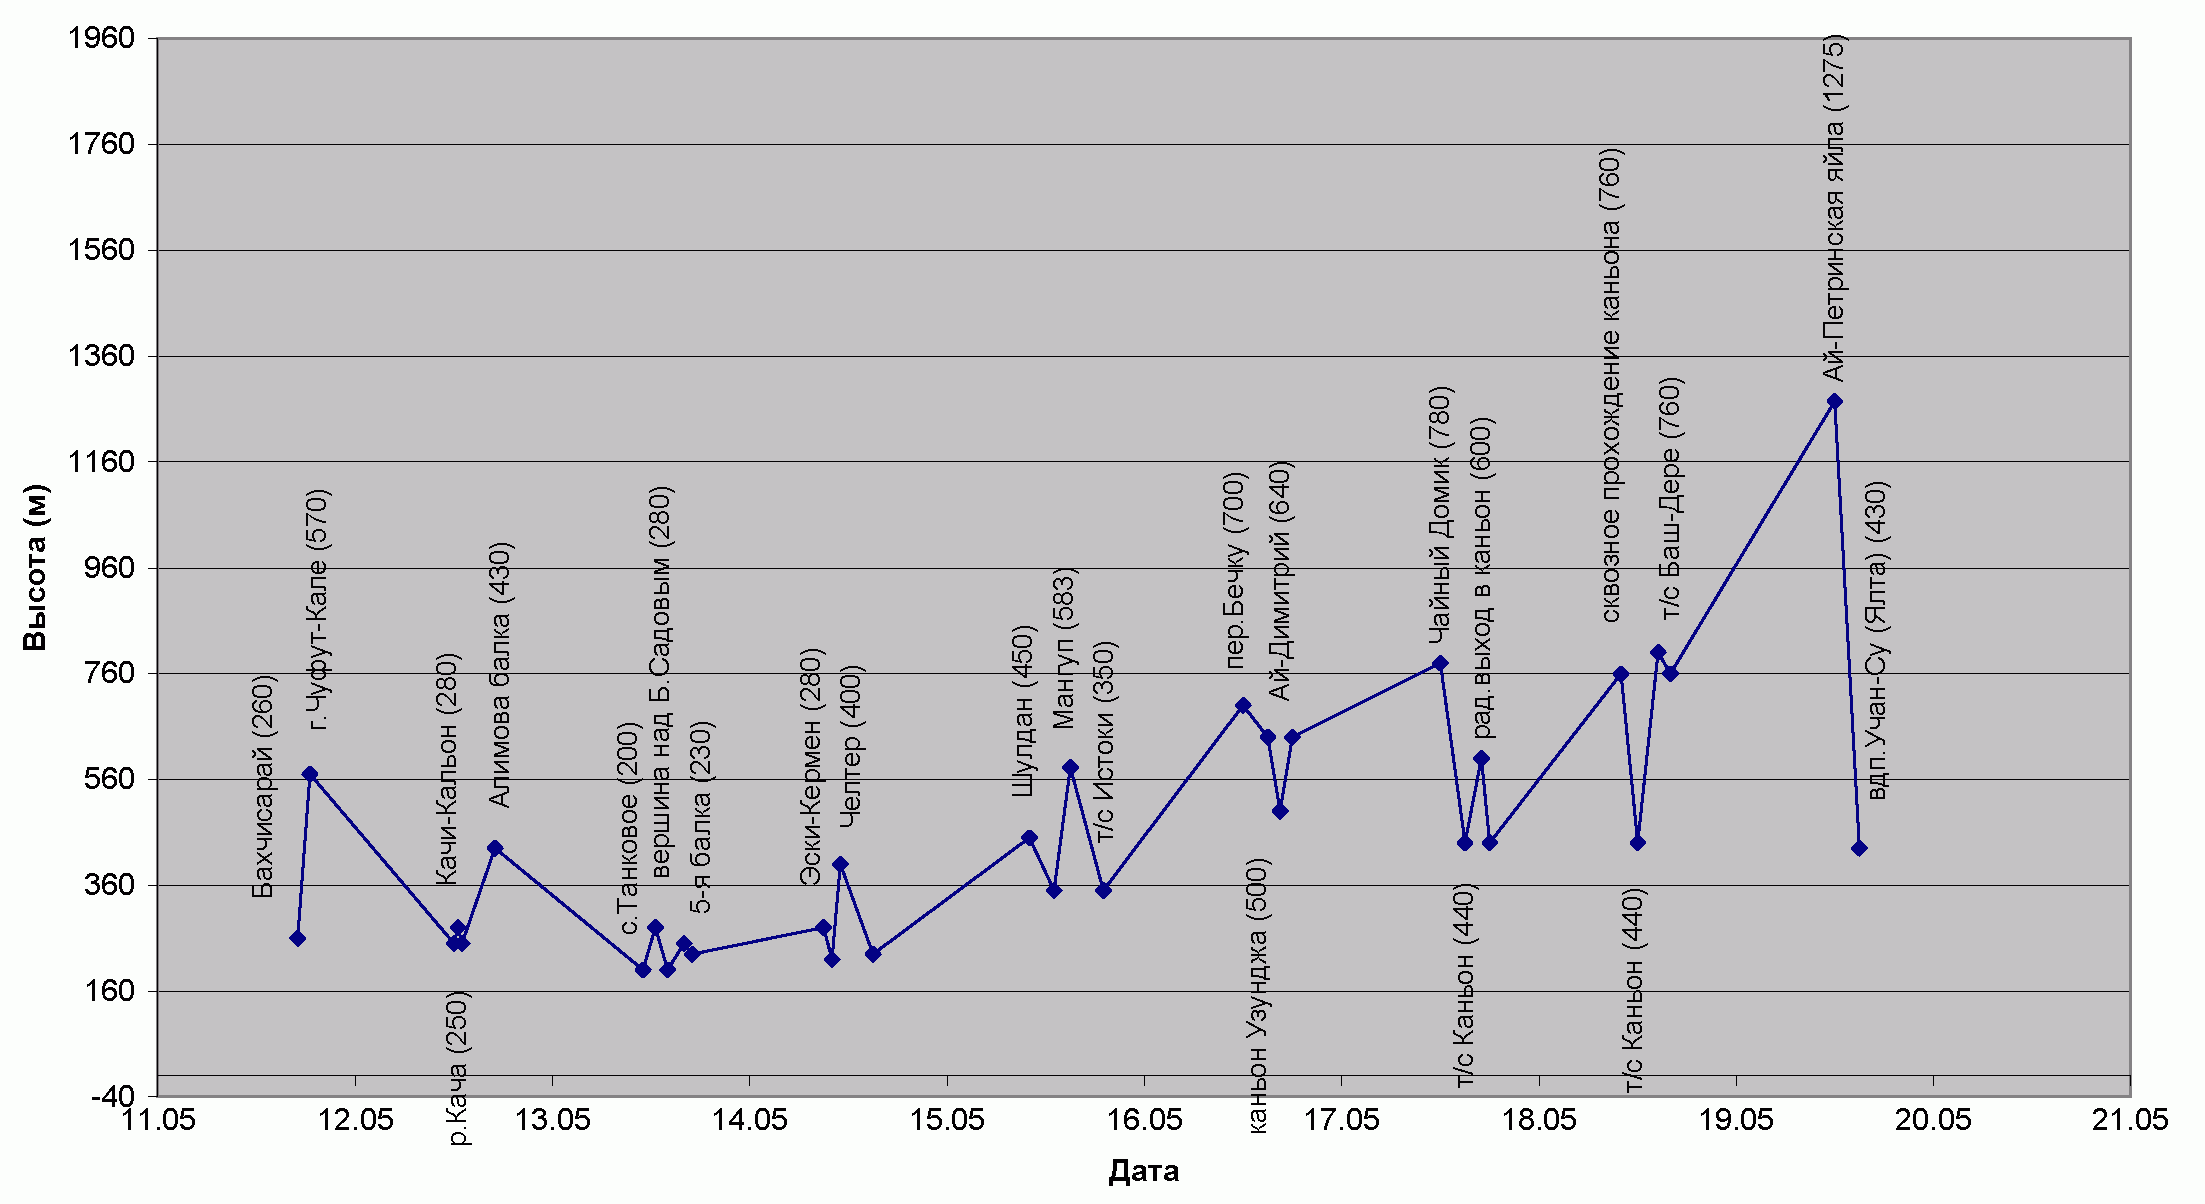 1960
1760
1560
1360
1160
960
760
560
360
160
-40
Высота (м)
Бахчисарай (260)
г.Чуфут-Кале (570)
р.Кача (250)
Качи-Кальон (280)
Алимова балка (430)
с.Танковое (200)
вершина над Б.Садовым (280)
5-я балка (230)
Эски-Кермен (280)
Челтер (400)
Шулдан (450)
Мангуп (583)
т/с Истоки (350)
пер.Бечку (700)
каньон Узунджа (500)
Ай-Димитрий (640)
Чайный Домик (780)
т/с Каньон (440)
рад.выход в каньон (600)
сквозное прохождение каньона (760)
т/с Каньон (440)
т/с Баш-Дере (760)
Ай-Петринская яйла (1275)
вдп.Учан-Су (Ялта) (430)
11.05
12.05
13.05
14.05
15.05
16.05
17.05
18.05
19.05
20.05
21.05
Дата